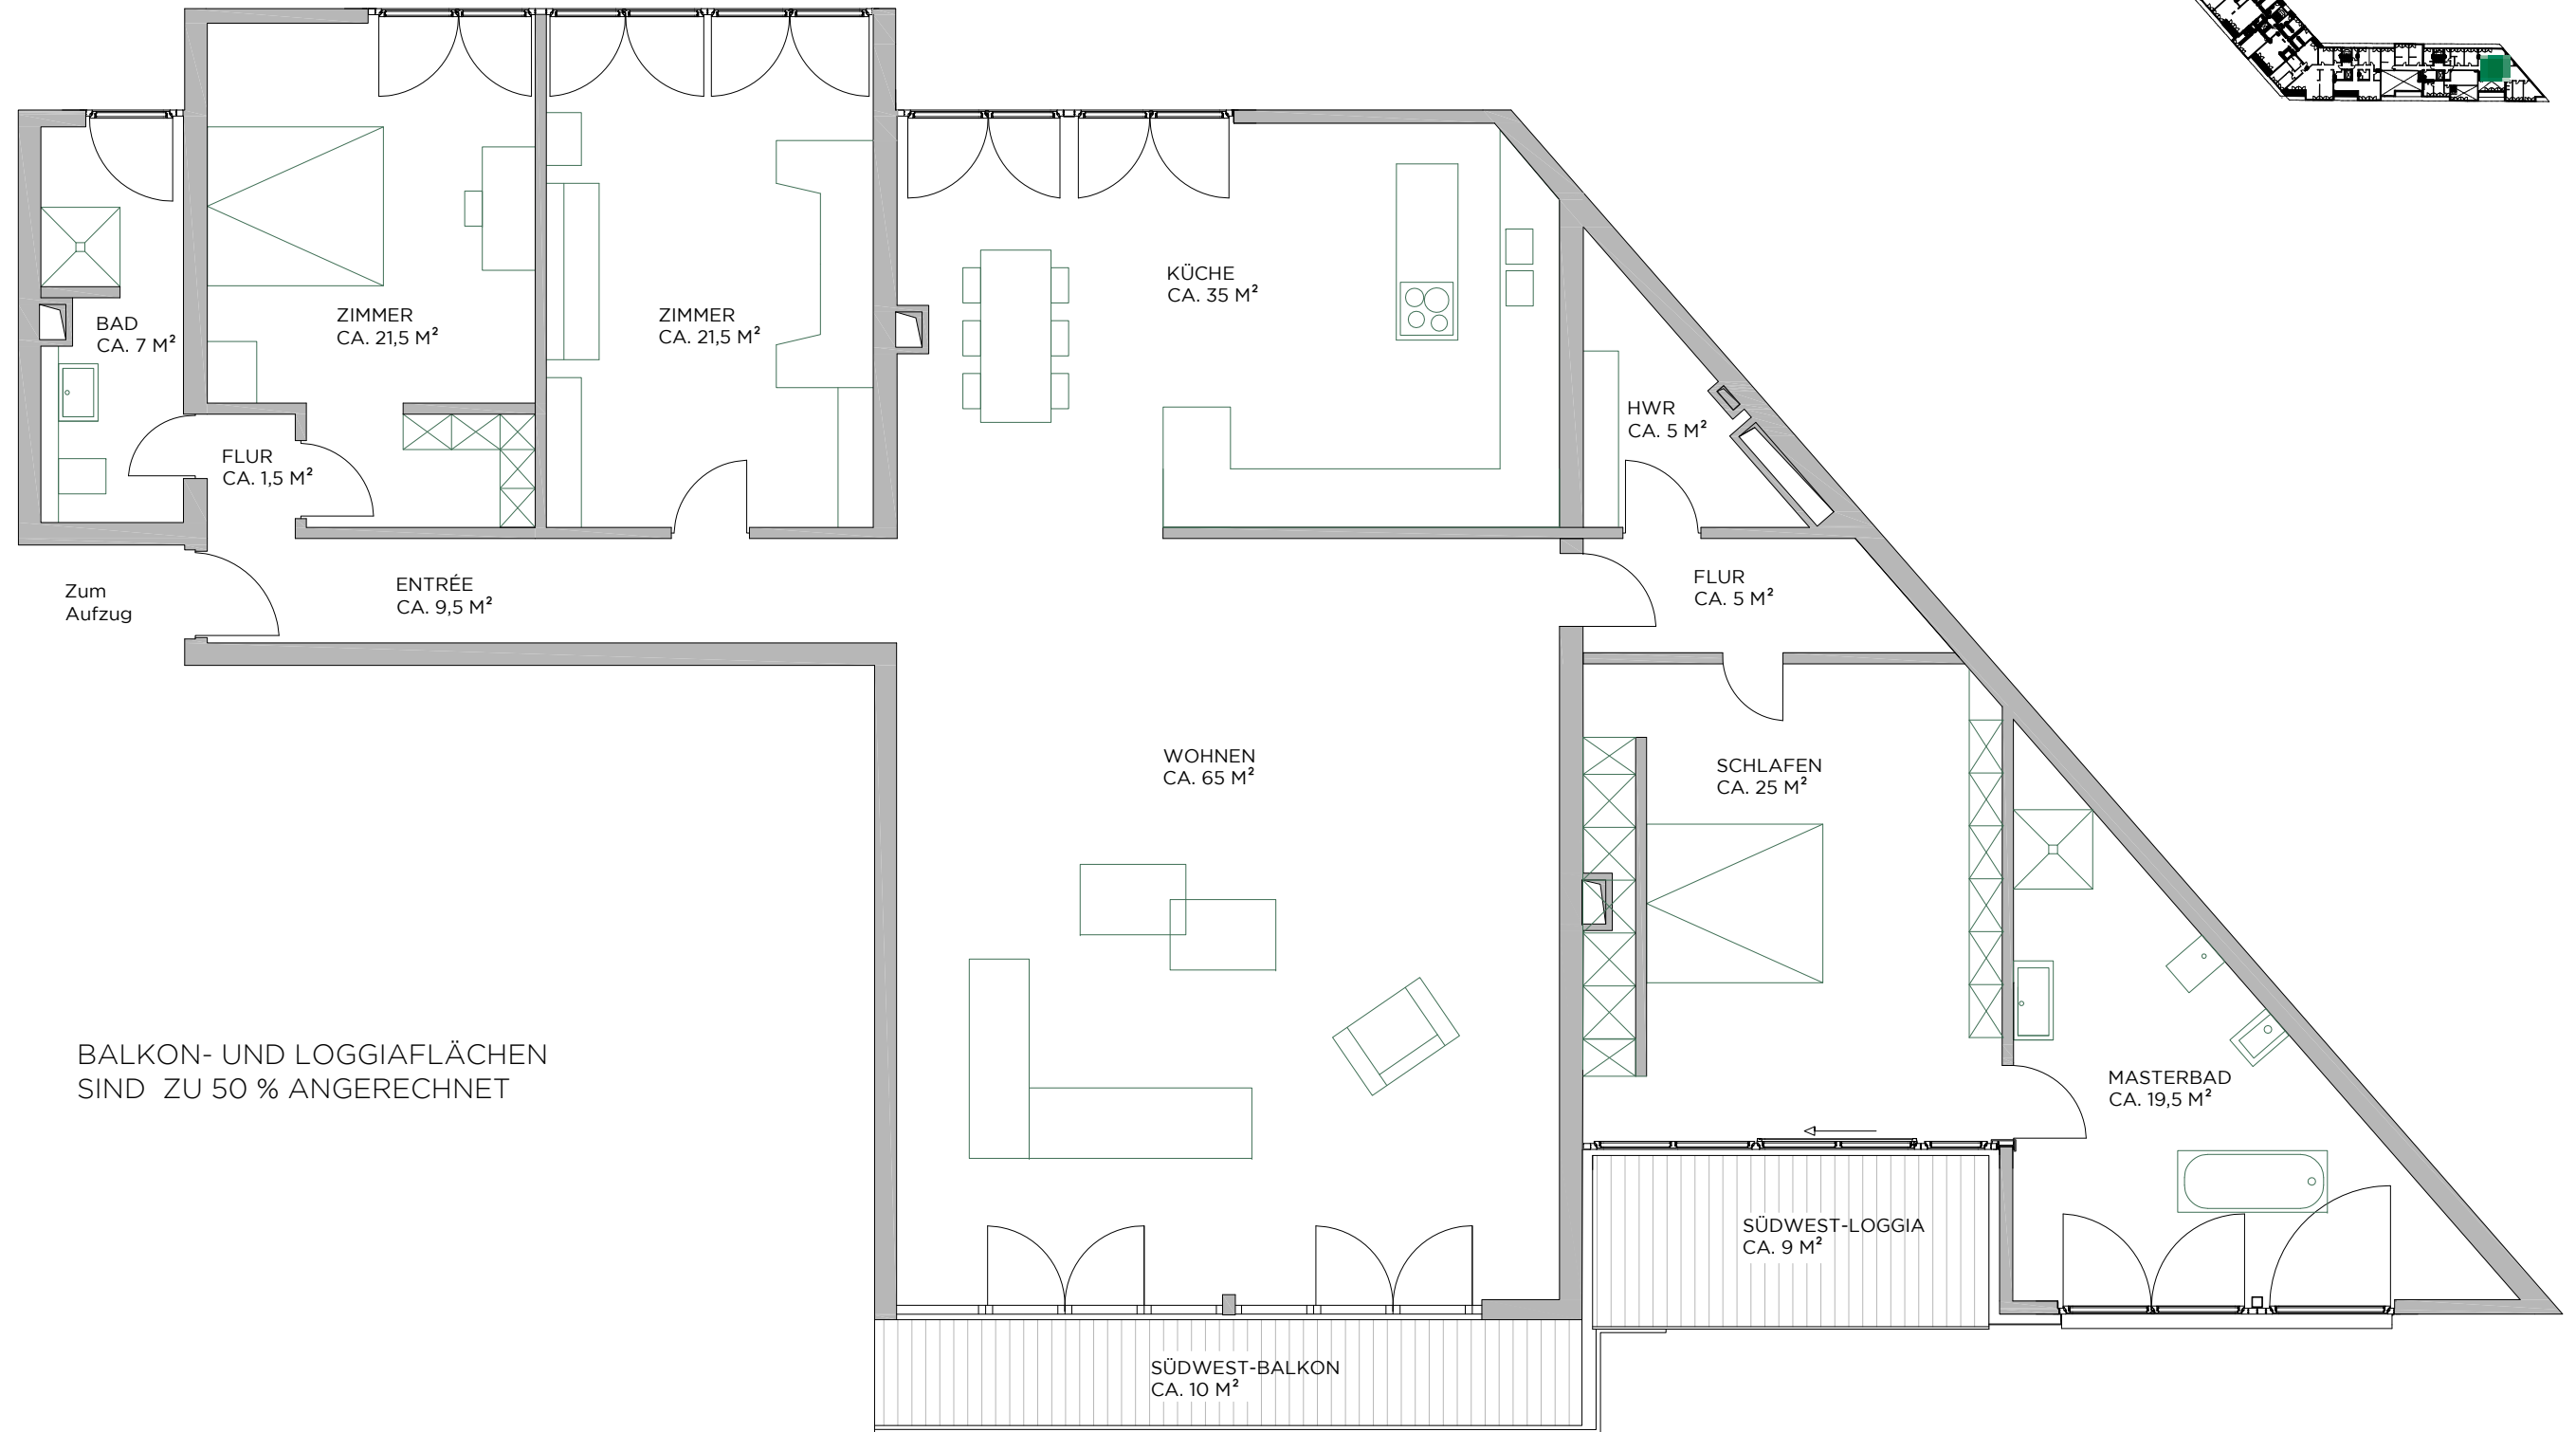 BAD
CA. 7 M²
ZIMMER
CA. 21,5 M²
ZIMMER
CA. 21,5 M²
KÜCHE
CA. 35 M²
HWR
CA. 5 M²
FLUR
CA. 1,5 M²
Zum
Aufzug
ENTRÉE
CA. 9,5 M²
FLUR
CA. 5 M²
WOHNEN
CA. 65 M²
SCHLAFEN
CA. 25 M²
BALKON- UND LOGGIAFLÄCHEN
SIND ZU 50 % ANGERECHNET
MASTERBAD
CA. 19,5 M²
SÜDWEST-LOGGIA
CA. 9 M²
SÜDWEST-BALKON
CA. 10 M²